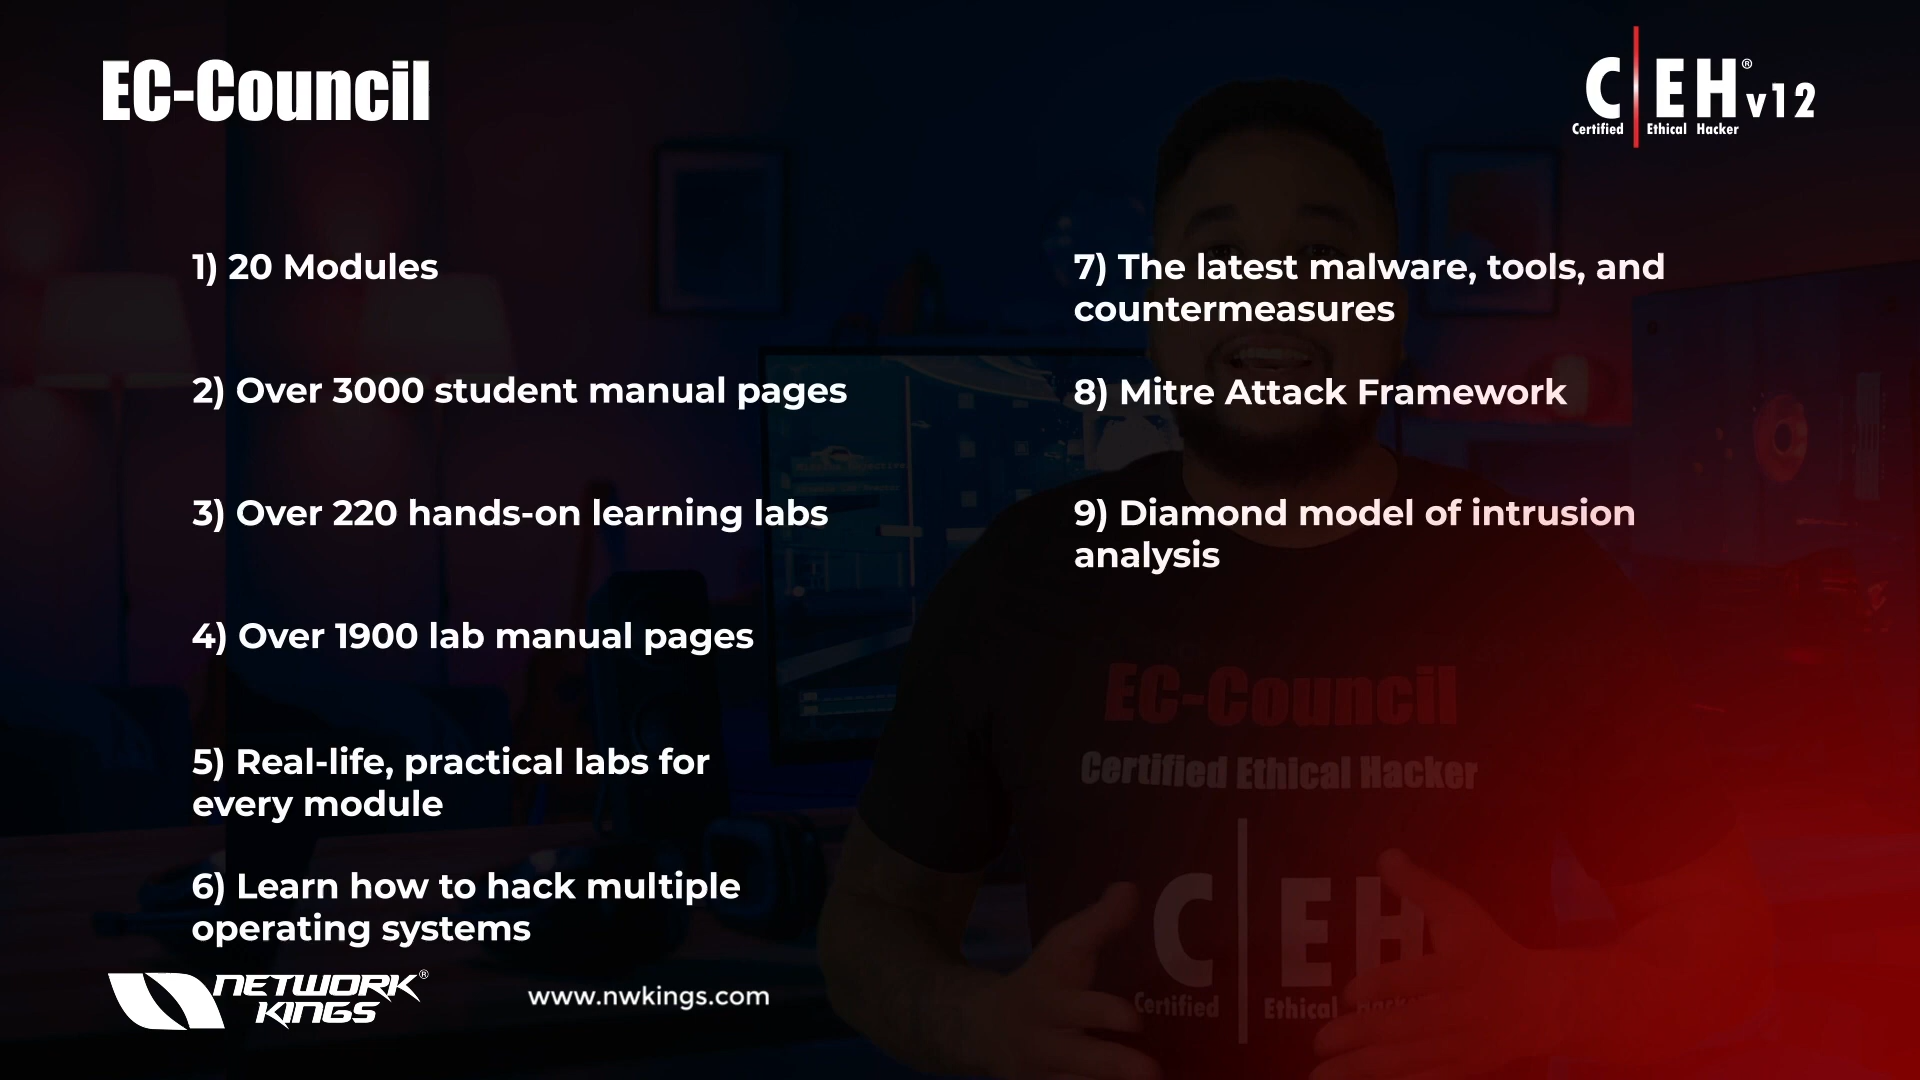 EC-Council
C EH® v12
Certified Ethical Hacker
1) 20 Modules
2) Over 3000 student manual pages
3) Over 220 hands-on learning labs
4) Over 1900 lab manual pages
5) Real-life, practical labs for
every module
6) Learn how to hack multiple
operating systems
7) The latest malware, tools, and
countermeasures
8) Mitre Attack Framework
9) Diamond model of intrusion
analysis
EC-Council
Certified Ethical Hacker
C EH
Certified Ethical Hacker
NETWORK®
KINGS
www.nwkings.com